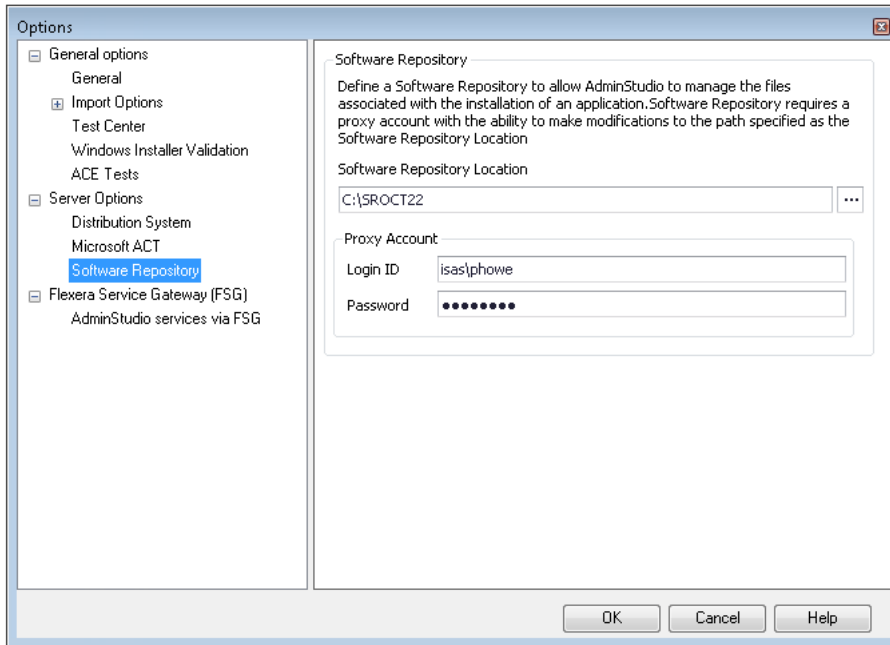 Options
General options
General
Import Options
Test Center
Windows Installer Validation
ACE Tests
Server Options
Distribution System
Microsoft ACT
Software Repository
Flexera Service Gateway (FSG)
AdminStudio services via FSG
Software Repository
Define a Software Repository to allow AdminStudio to manage the files
associated with the installation of an application.Software Repository requires a
proxy account with the ability to make modifications to the path specified as the
Software Repository Location
Software Repository Location
C:\SROCT22
...
Proxy Account
Login ID
isas\phowe
Password
●●●●●●●●
OK
Cancel
Help